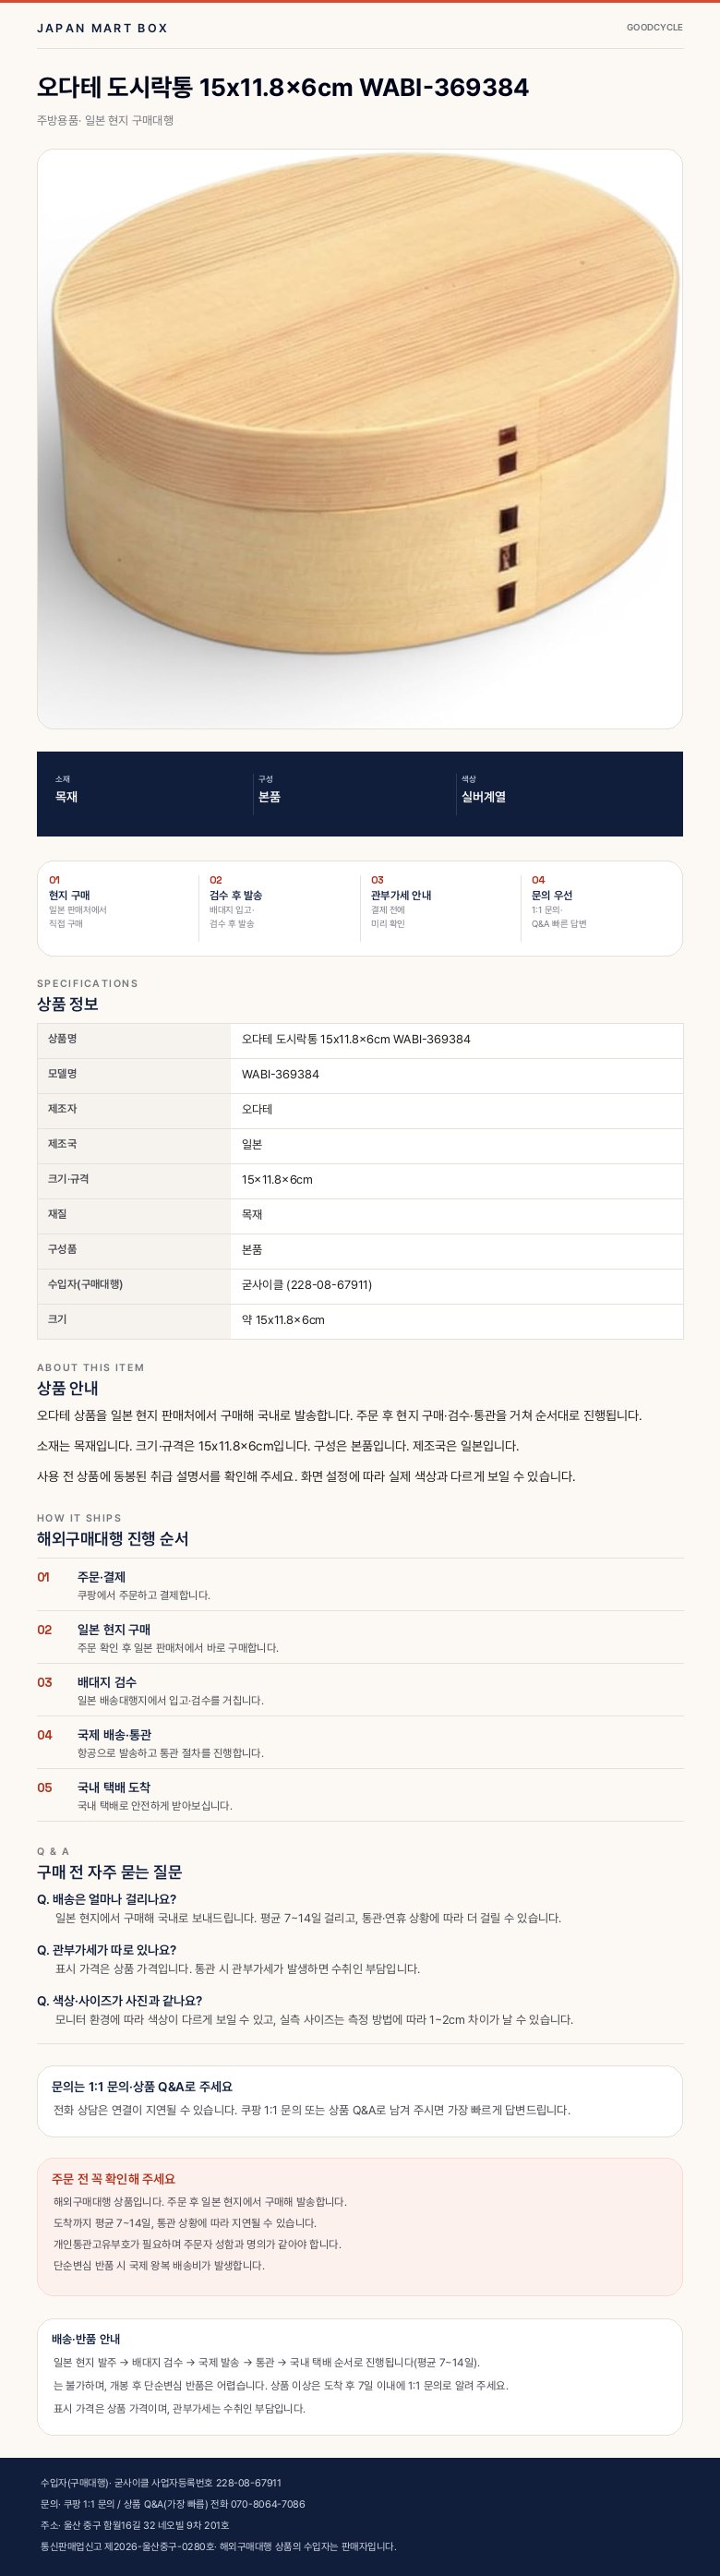 JAPAN MART BOX
GOODCYCLE
오다테 도시락통 15x11.8×6cm WABI-369384
주방용품· 일본 현지 구매대행
소재
목재
구성
본품
색상
실버계열
01
현지 구매
일본 판매처에서
직접 구매
02
검수 후 발송
배대지 입고·
검수 후 발송
03
관부가세 안내
결제 전에
미리 확인
04
문의 우선
1:1 문의·
Q&A 빠른 답변
SPECIFICATIONS
상품 정보
상품명 오다테 도시락통 15x11.8×6cm WABI-369384
모델명 WABI-369384
제조자 오다테
제조국 일본
크기·규격 15×11.8×6cm
재질 목재
구성품 본품
수입자(구매대행) 굳사이클 (228-08-67911)
크기 약 15x11.8×6cm
ABOUT THIS ITEM
상품 안내
오다테 상품을 일본 현지 판매처에서 구매해 국내로 발송합니다. 주문 후 현지 구매·검수·통관을 거쳐 순서대로 진행됩니다.
소재는 목재입니다. 크기·규격은 15x11.8×6cm입니다. 구성은 본품입니다. 제조국은 일본입니다.
사용 전 상품에 동봉된 취급 설명서를 확인해 주세요. 화면 설정에 따라 실제 색상과 다르게 보일 수 있습니다.
HOW IT SHIPS
해외구매대행 진행 순서
01 주문·결제
쿠팡에서 주문하고 결제합니다.
02 일본 현지 구매
주문 확인 후 일본 판매처에서 바로 구매합니다.
03 배대지 검수
일본 배송대행지에서 입고·검수를 거칩니다.
04 국제 배송·통관
항공으로 발송하고 통관 절차를 진행합니다.
05 국내 택배 도착
국내 택배로 안전하게 받아보십니다.
Q & A
구매 전 자주 묻는 질문
Q. 배송은 얼마나 걸리나요?
일본 현지에서 구매해 국내로 보내드립니다. 평균 7~14일 걸리고, 통관·연휴 상황에 따라 더 걸릴 수 있습니다.
Q. 관부가세가 따로 있나요?
표시 가격은 상품 가격입니다. 통관 시 관부가세가 발생하면 수취인 부담입니다.
Q. 색상·사이즈가 사진과 같나요?
모니터 환경에 따라 색상이 다르게 보일 수 있고, 실측 사이즈는 측정 방법에 따라 1~2cm 차이가 날 수 있습니다.
문의는 1:1 문의·상품 Q&A로 주세요
전화 상담은 연결이 지연될 수 있습니다. 쿠팡 1:1 문의 또는 상품 Q&A로 남겨 주시면 가장 빠르게 답변드립니다.
주문 전 꼭 확인해 주세요
해외구매대행 상품입니다. 주문 후 일본 현지에서 구매해 발송합니다.
도착까지 평균 7~14일, 통관 상황에 따라 지연될 수 있습니다.
개인통관고유부호가 필요하며 주문자 성함과 명의가 같아야 합니다.
단순변심 반품 시 국제 왕복 배송비가 발생합니다.
배송·반품 안내
일본 현지 발주 → 배대지 검수 → 국제 발송 → 통관 → 국내 택배 순서로 진행됩니다(평균 7~14일).
는 불가하며, 개봉 후 단순변심 반품은 어렵습니다. 상품 이상은 도착 후 7일 이내에 1:1 문의로 알려 주세요.
표시 가격은 상품 가격이며, 관부가세는 수취인 부담입니다.
수입자(구매대행)· 굳사이클 사업자등록번호 228-08-67911
문의· 쿠팡 1:1 문의 / 상품 Q&A(가장 빠름) 전화 070-8064-7086
주소· 울산 중구 함월16길 32 네오빌 9차 201호
통신판매업신고 제2026-울산중구-0280호· 해외구매대행 상품의 수입자는 판매자입니다.